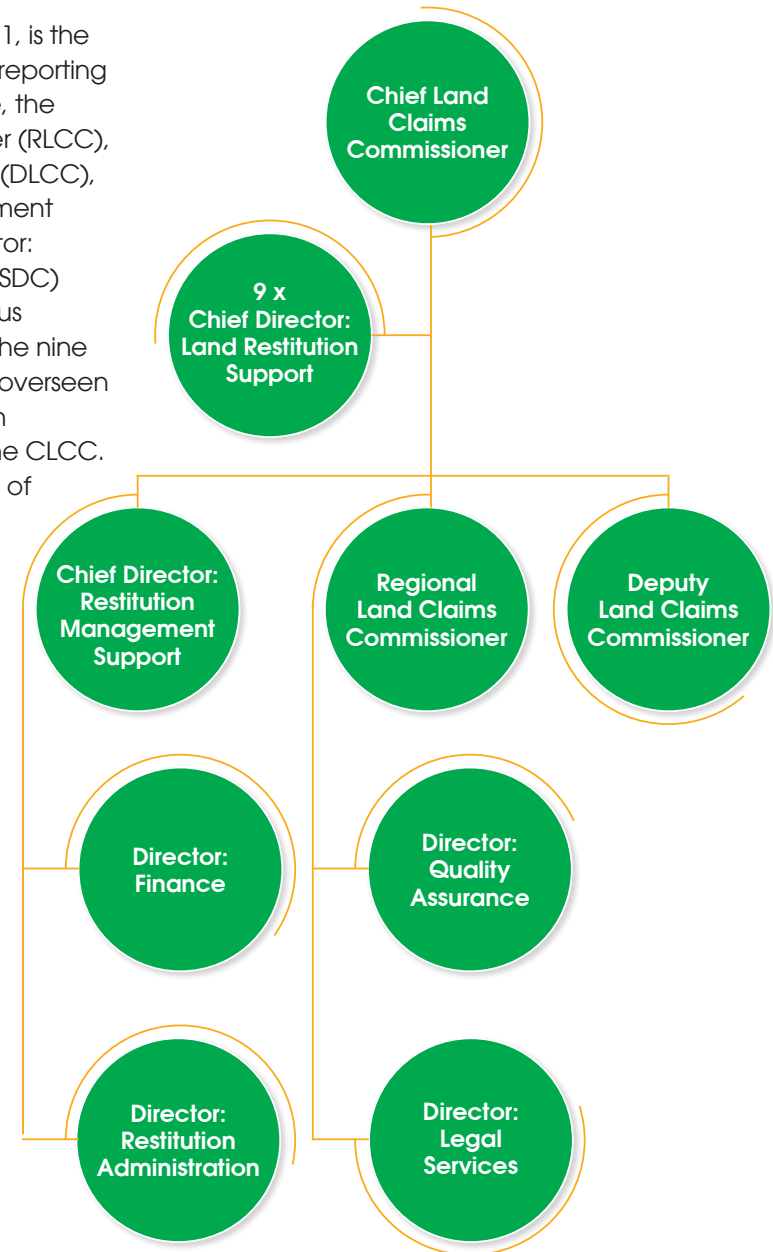 1, is the
reporting
e, the
er (RLCC),
(DLCC),
ment
tor:
SDC)
us
he nine
overseen
n
he CLCC.
of
Chief Land
Claims
Commissioner
9 x
Chief Director:
Land Restitution
Support
Chief Director:
Restitution
Management
Support
Regional
Land Claims
Commissioner
Deputy
Land Claims
Commissioner
Director:
Finance
Director:
Quality
Assurance
Director:
Restitution
Administration
Director:
Legal
Services